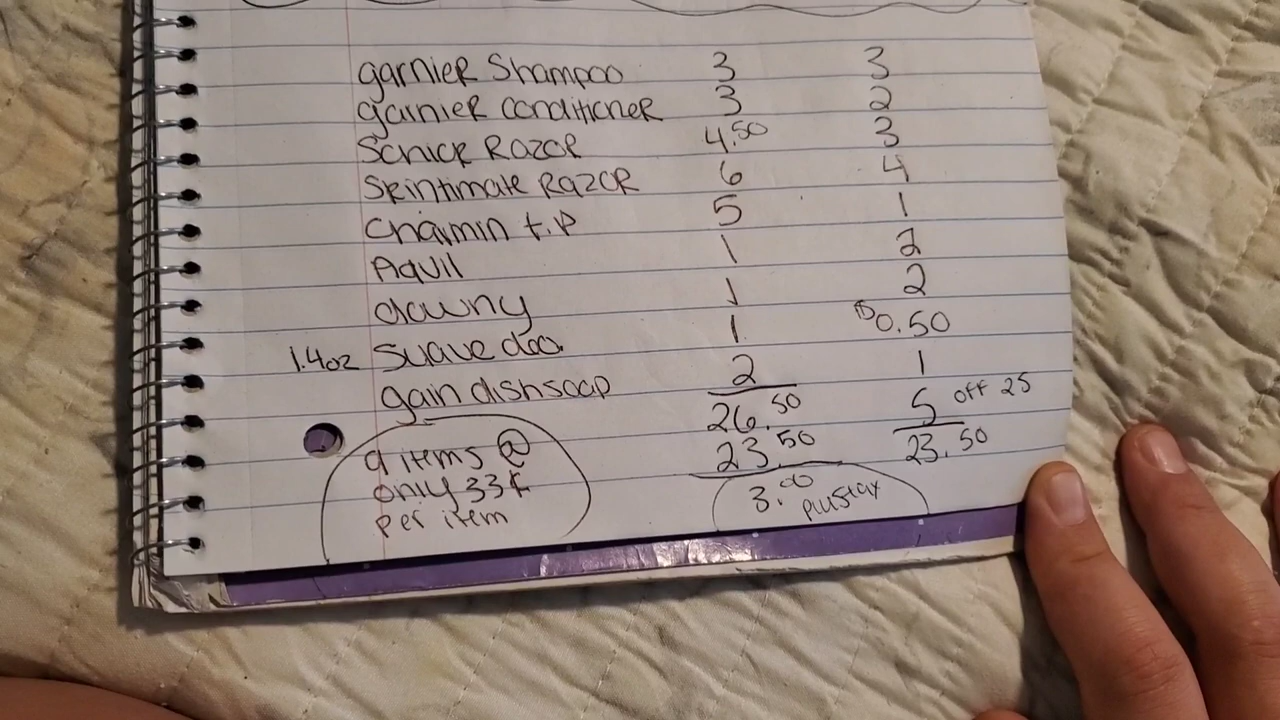 garnier Shampoo 3 3
garnier conditioner 3 2
Schick Razor 4.50 3
Skintimate Razor 6 4
Charmin t.p 5 1
Aquil 1 2
downy 1 2
1.4oz Suave deo. 1 $0.50
gain dishsoap 2 1
26.50 5 off 25
23.50 23.50
9 items @ 3.00 plus tax
only 33¢
per item